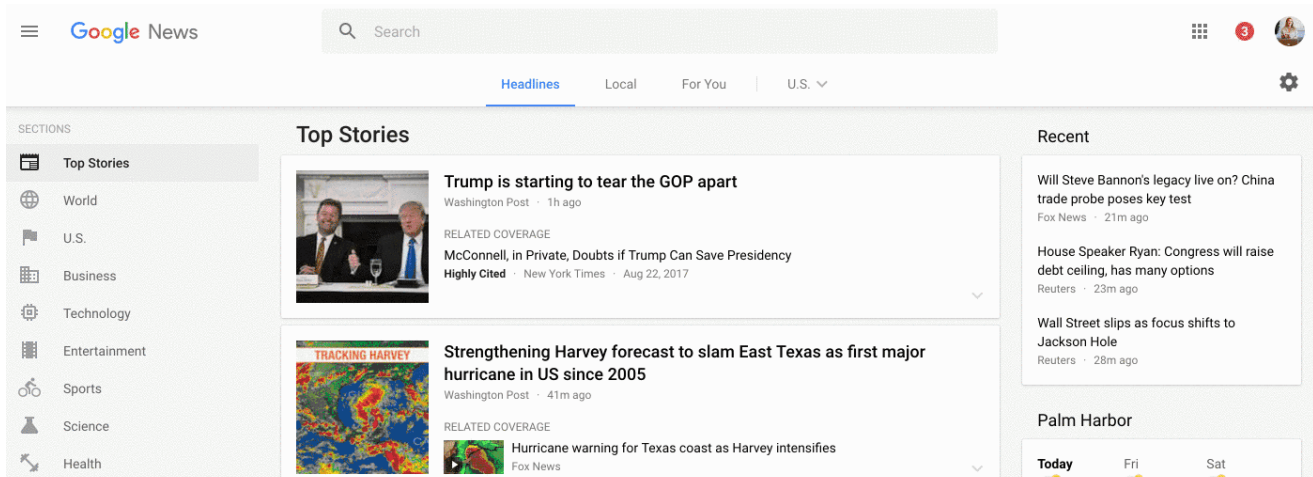 Google News
Search
3
Headlines
Local
For You
U.S.
SECTIONS
Top Stories
World
U.S.
Business
Technology
Entertainment
Sports
Science
Health
Top Stories
Trump is starting to tear the GOP apart
Washington Post · 1h ago
RELATED COVERAGE
McConnell, in Private, Doubts if Trump Can Save Presidency
Highly Cited · New York Times · Aug 22, 2017
TRACKING HARVEY
Strengthening Harvey forecast to slam East Texas as first major
hurricane in US since 2005
Washington Post · 41m ago
RELATED COVERAGE
Hurricane warning for Texas coast as Harvey intensifies
Fox News
Recent
Will Steve Bannon's legacy live on? China
trade probe poses key test
Fox News · 21m ago
House Speaker Ryan: Congress will raise
debt ceiling, has many options
Reuters · 23m ago
Wall Street slips as focus shifts to
Jackson Hole
Reuters · 28m ago
Palm Harbor
Today
Fri
Sat